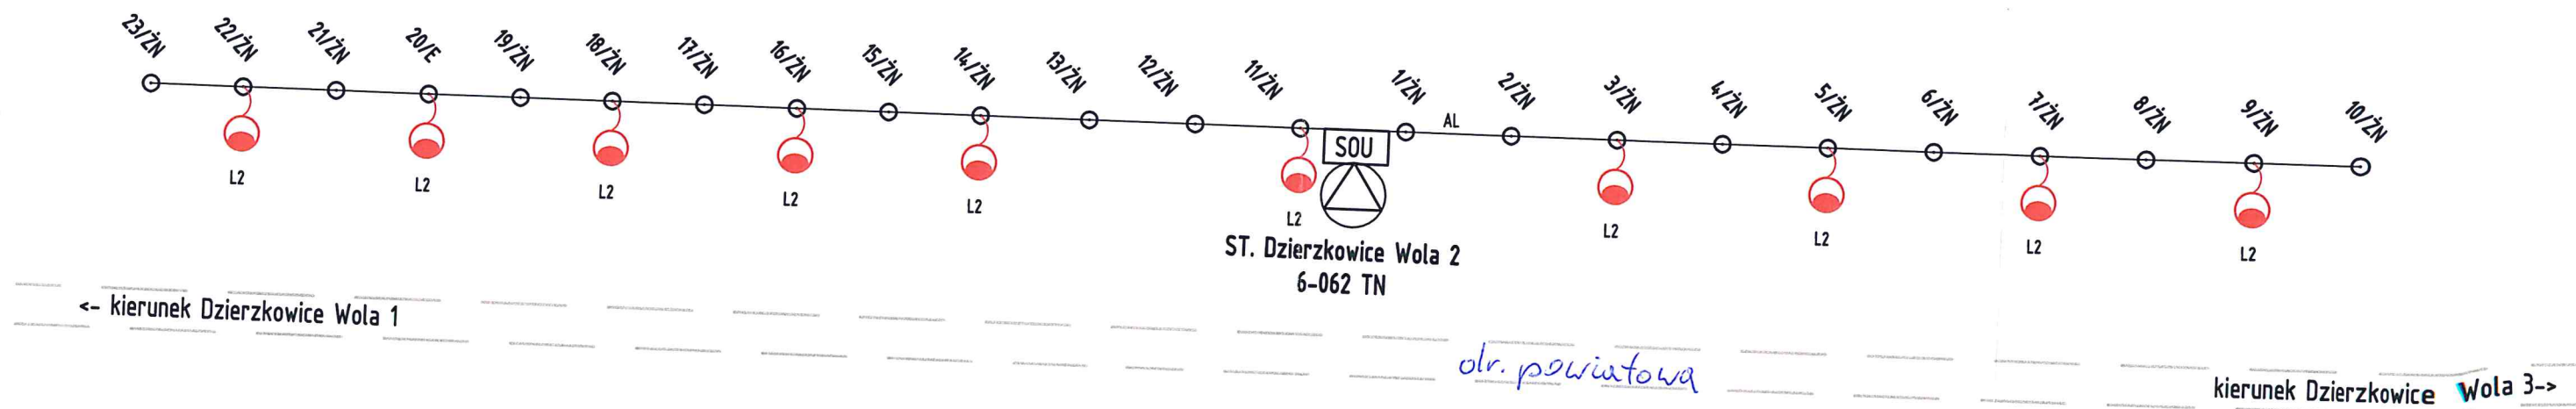 23/ŻN
22/ŻN
21/ŻN
20/E
19/ŻN
18/ŻN
17/ŻN
16/ŻN
15/ŻN
14/ŻN
13/ŻN
12/ŻN
11/ŻN
1/ŻN
AL
2/ŻN
3/ŻN
4/ŻN
5/ŻN
6/ŻN
7/ŻN
8/ŻN
9/ŻN
10/ŻN
SOU
L2
L2
L2
L2
L2
L2
L2
L2
L2
L2
ST. Dzierzkowice Wola 2
6-062 TN
<- kierunek Dzierzkowice Wola 1
dr. powiatowa
kierunek Dzierzkowice Wola 3->